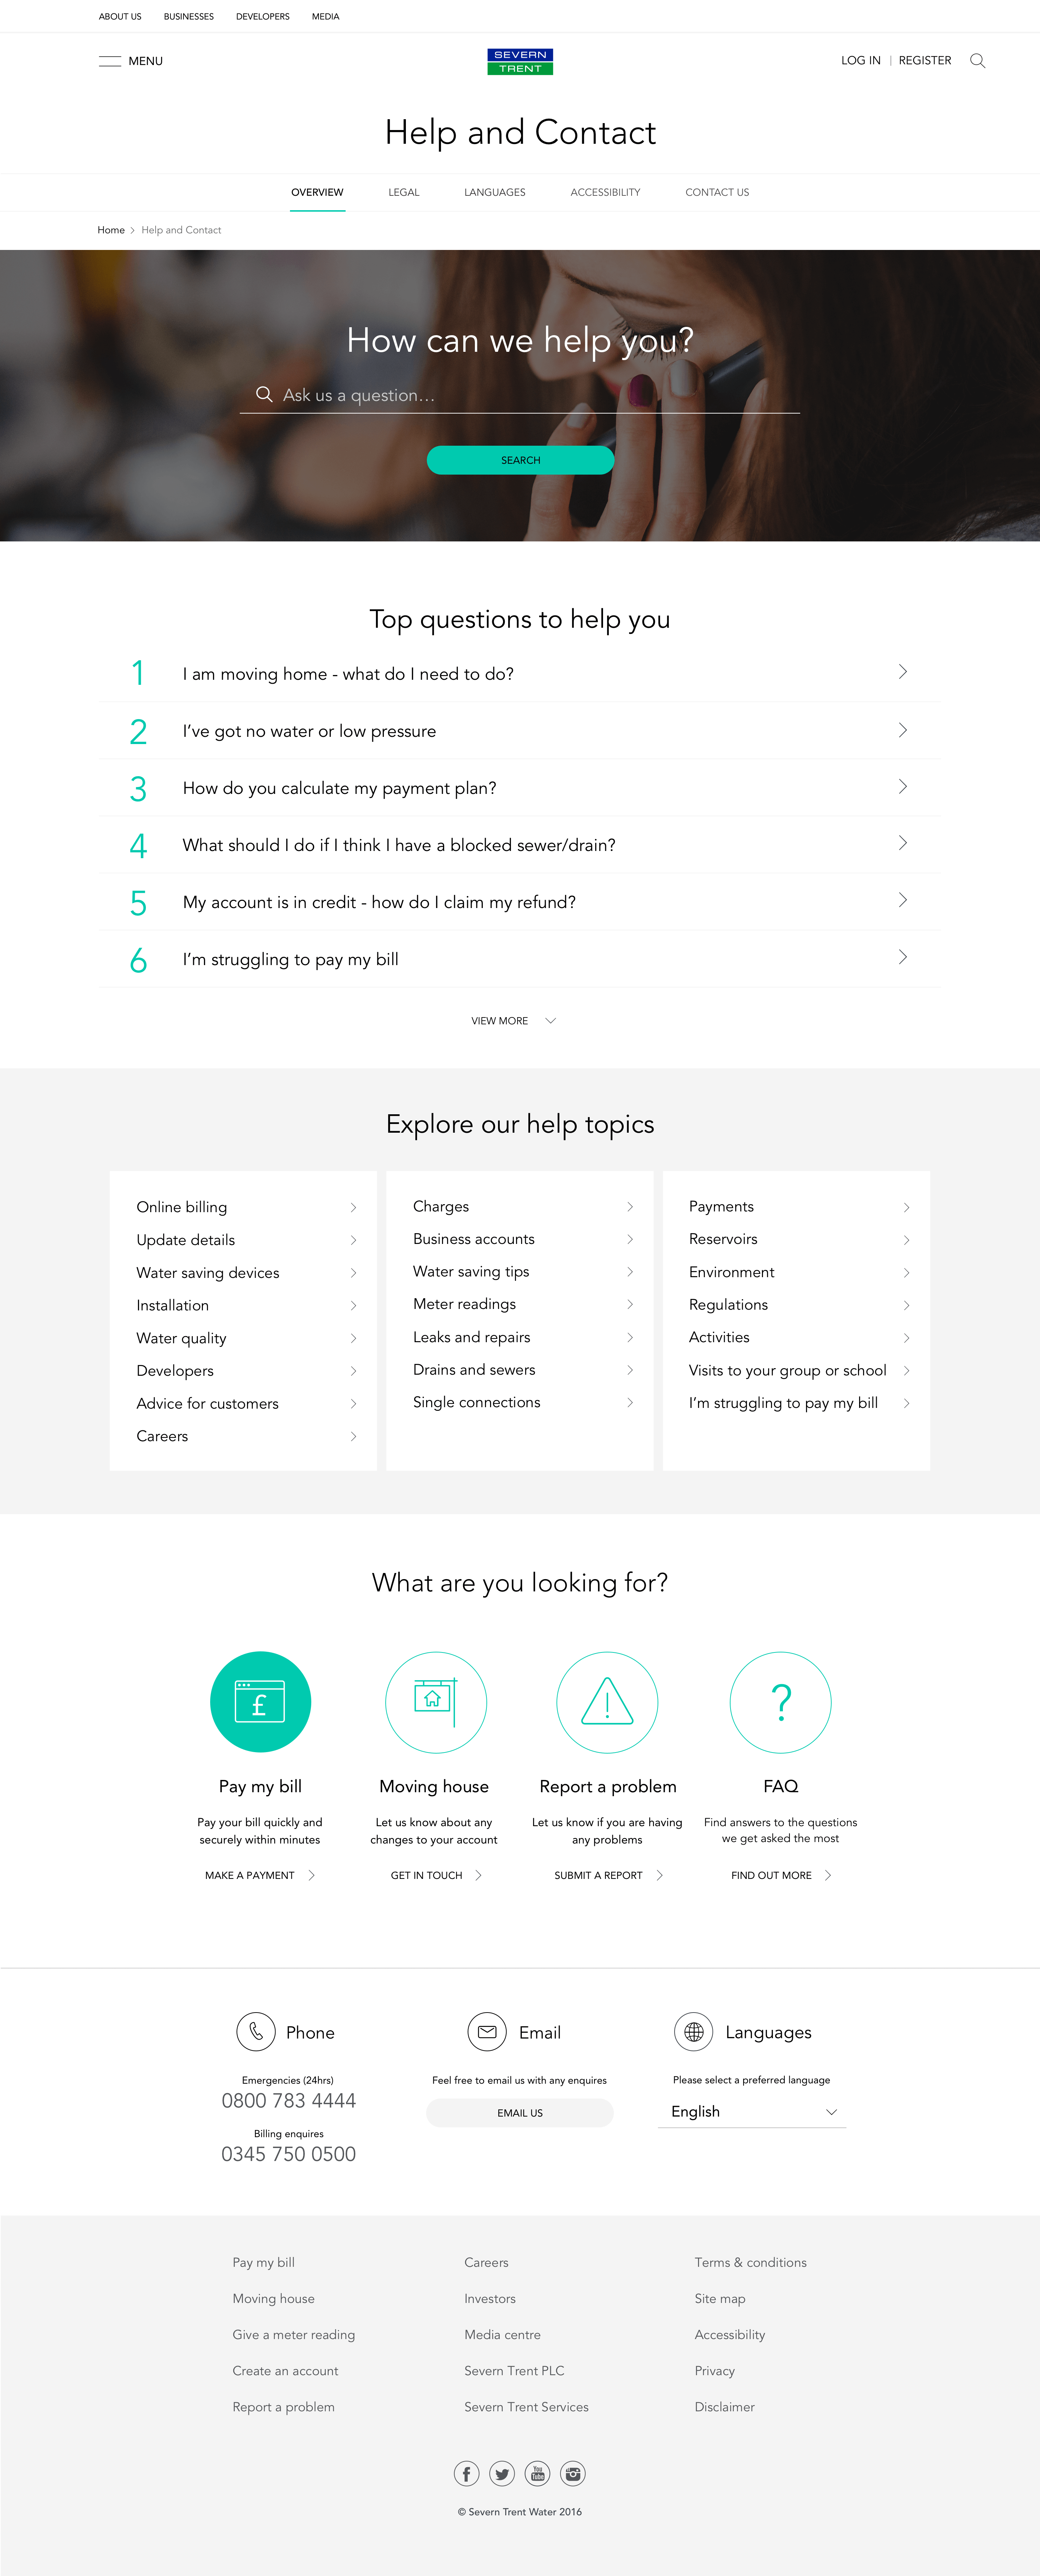 ABOUT US BUSINESSES DEVELOPERS MEDIA
MENU
SEVERN
TRENT
LOG IN | REGISTER
Help and Contact
OVERVIEW LEGAL LANGUAGES ACCESSIBILITY CONTACT US
Home > Help and Contact
How can we help you?
Ask us a question...
SEARCH
Top questions to help you
1 I am moving home - what do I need to do?
2 I've got no water or low pressure
3 How do you calculate my payment plan?
4 What should I do if I think I have a blocked sewer/drain?
5 My account is in credit - how do I claim my refund?
6 I'm struggling to pay my bill
VIEW MORE
Explore our help topics
Online billing
Update details
Water saving devices
Installation
Water quality
Developers
Advice for customers
Careers
Charges
Business accounts
Water saving tips
Meter readings
Leaks and repairs
Drains and sewers
Single connections
Payments
Reservoirs
Environment
Regulations
Activities
Visits to your group or school
I'm struggling to pay my bill
What are you looking for?
£
Pay my bill
Pay your bill quickly and
securely within minutes
MAKE A PAYMENT
Moving house
Let us know about any
changes to your account
GET IN TOUCH
Report a problem
Let us know if you are having
any problems
SUBMIT A REPORT
?
FAQ
Find answers to the questions
we get asked the most
FIND OUT MORE
Phone
Emergencies (24hrs)
0800 783 4444
Billing enquires
0345 750 0500
Email
Feel free to email us with any enquires
EMAIL US
Languages
Please select a preferred language
English
Pay my bill
Moving house
Give a meter reading
Create an account
Report a problem
Careers
Investors
Media centre
Severn Trent PLC
Severn Trent Services
Terms & conditions
Site map
Accessibility
Privacy
Disclaimer
You
Tube
© Severn Trent Water 2016